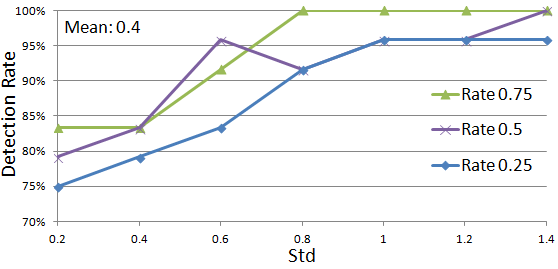 100%
Mean: 0.4
95%
90%
85%
80%
75%
70%
Detection Rate
Rate 0.75
Rate 0.5
Rate 0.25
0.2 0.4 0.6 0.8 1 1.2 1.4
Std